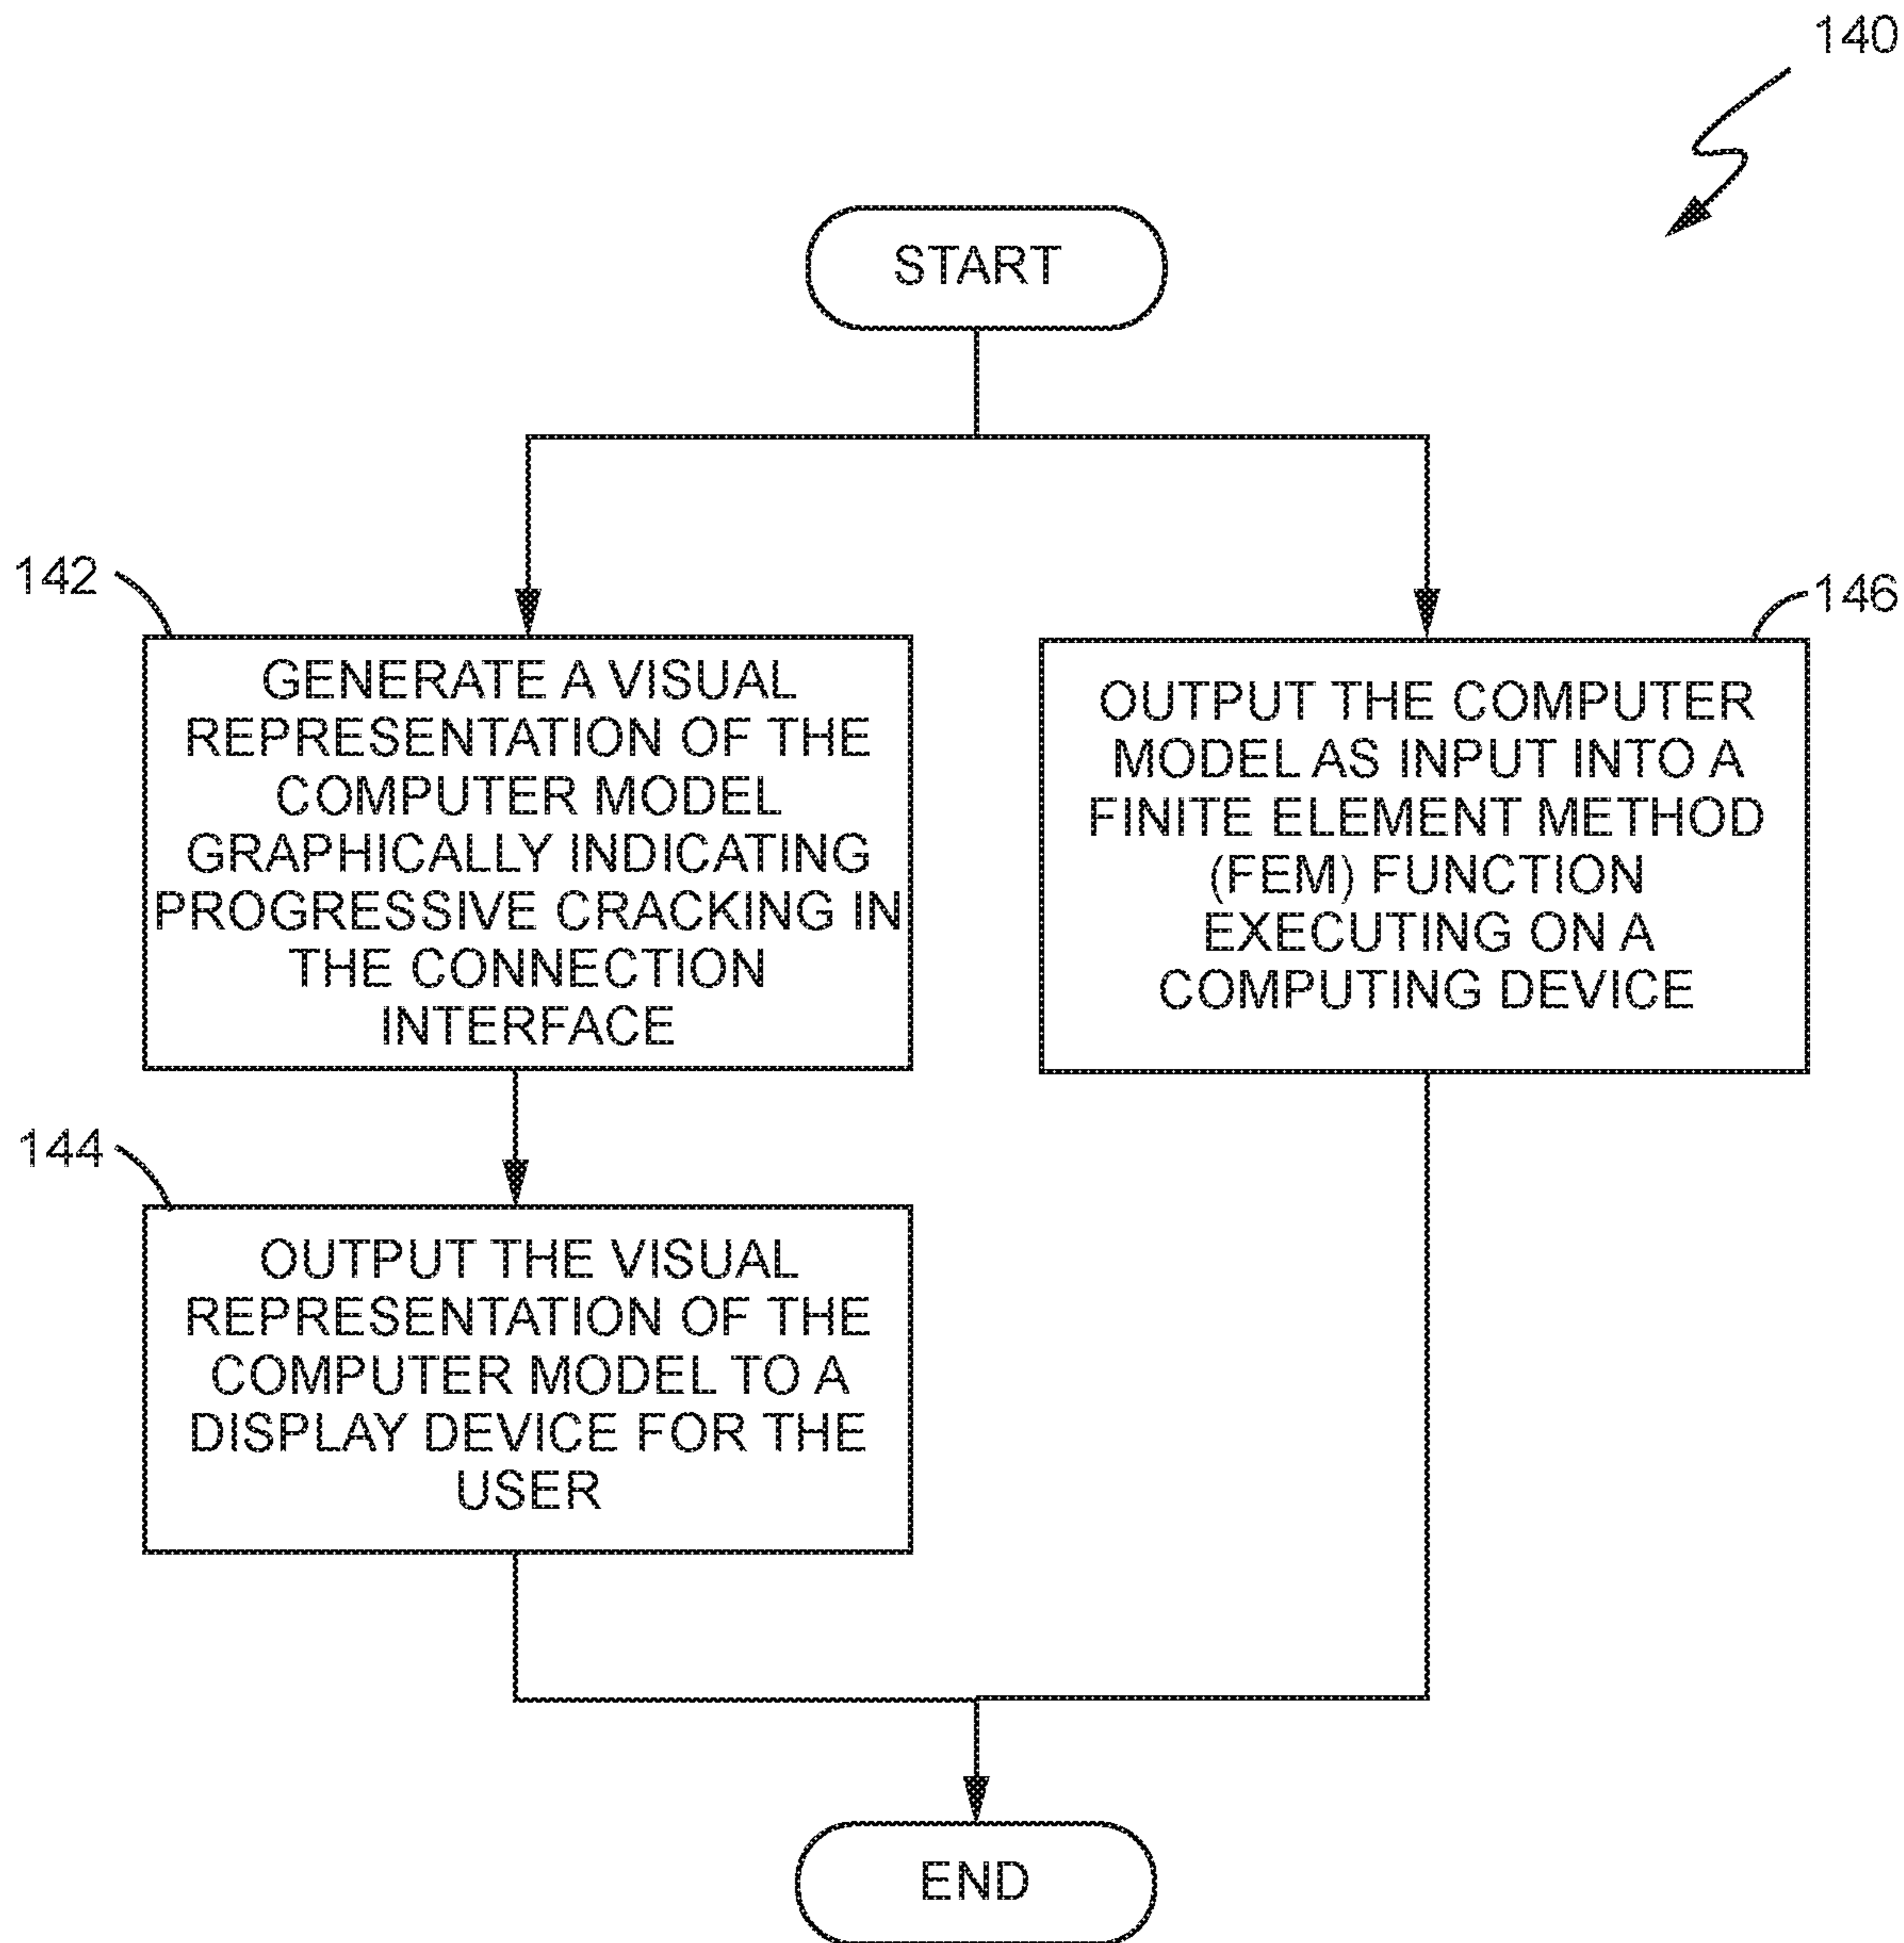 140
START
142
GENERATE A VISUAL
REPRESENTATION OF THE
COMPUTER MODEL
GRAPHICALLY INDICATING
PROGRESSIVE CRACKING IN
THE CONNECTION
INTERFACE
146
OUTPUT THE COMPUTER
MODEL AS INPUT INTO A
FINITE ELEMENT METHOD
(FEM) FUNCTION
EXECUTING ON A
COMPUTING DEVICE
144
OUTPUT THE VISUAL
REPRESENTATION OF THE
COMPUTER MODEL TO A
DISPLAY DEVICE FOR THE
USER
END